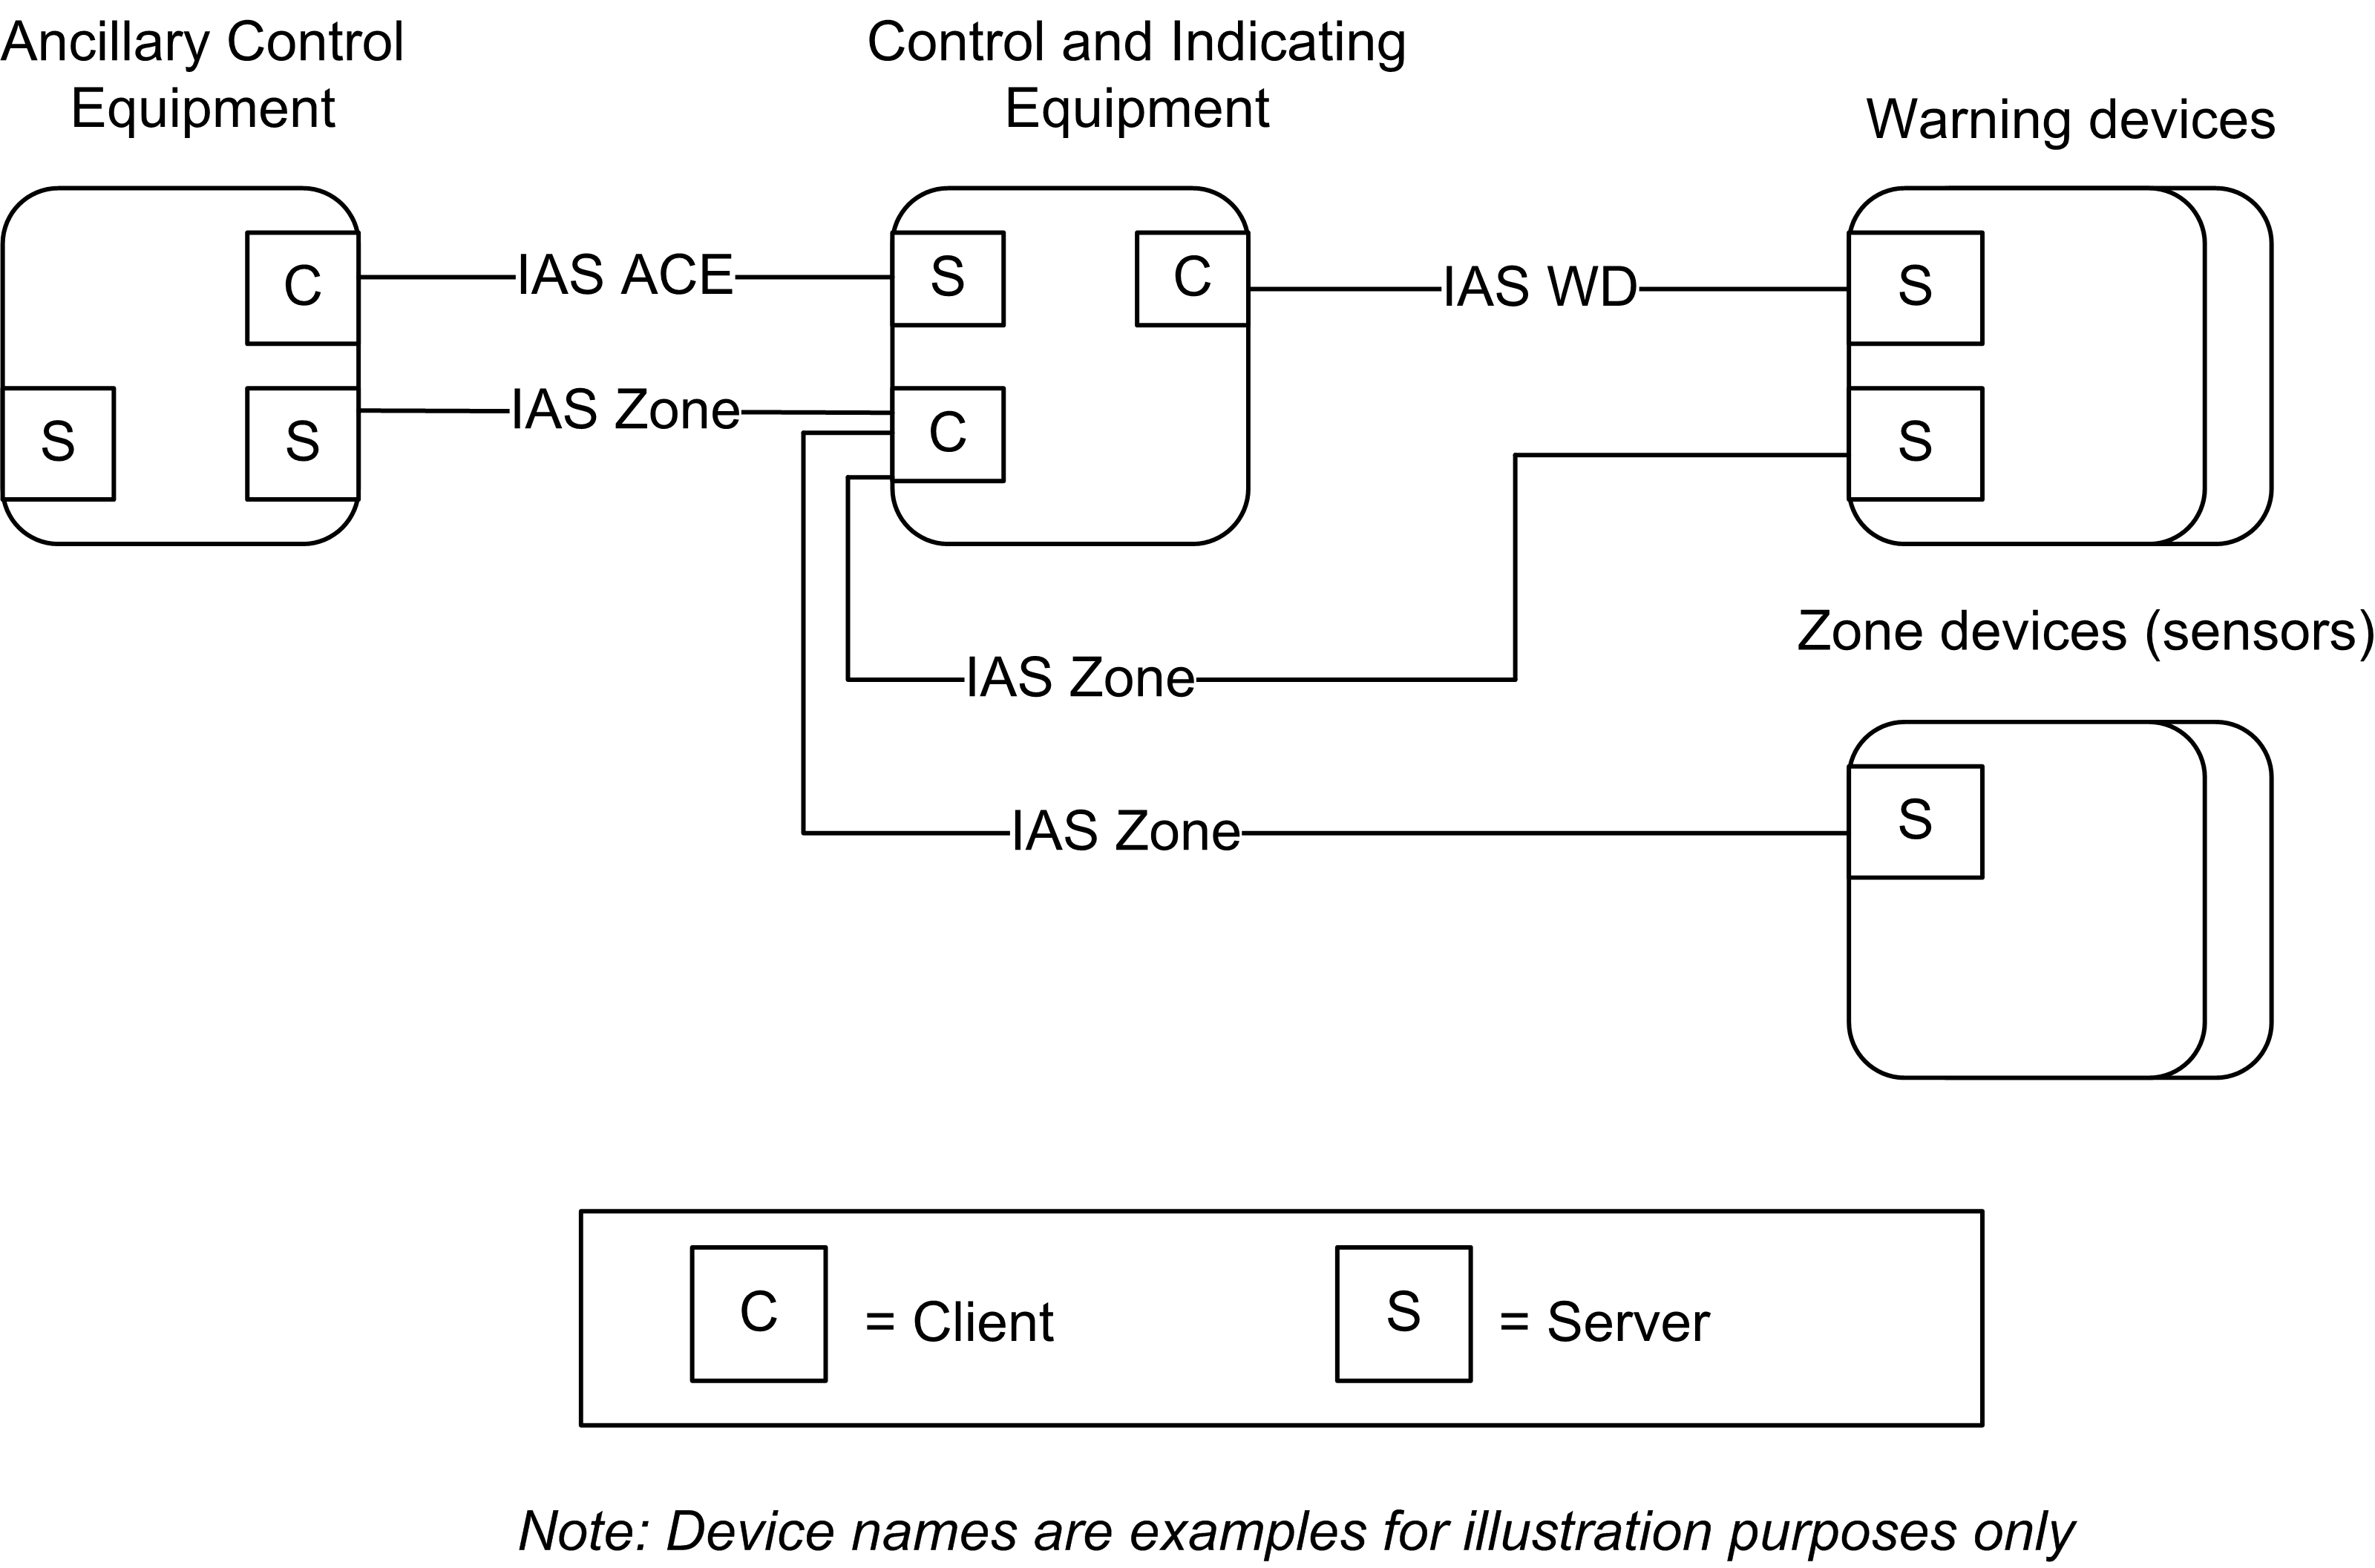 Ancillary Control
Equipment
Control and Indicating
Equipment
Warning devices
C
IAS ACE
S
C
IAS WD
S
S
S
IAS Zone
C
S
Zone devices (sensors)
IAS Zone
IAS Zone
S
C
= Client
S
= Server
Note: Device names are examples for illustration purposes only